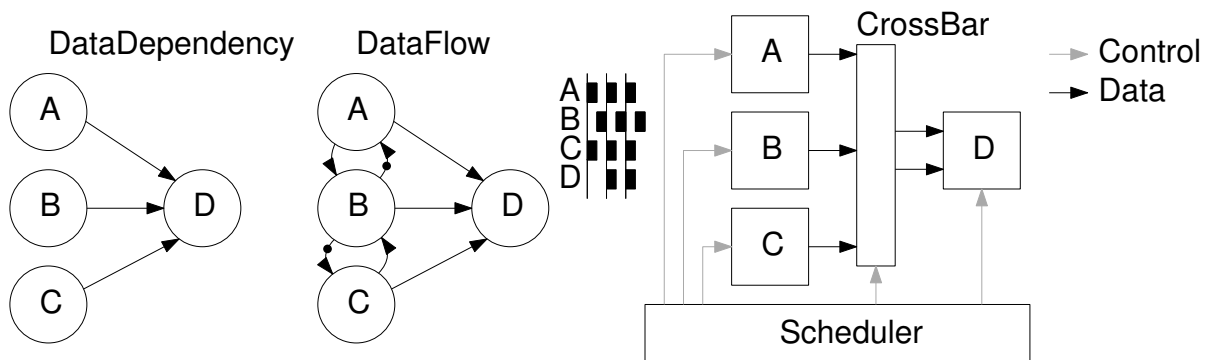 DataDependency
A
B
C
D
DataFlow
A
B
C
D
A
B
C
D
CrossBar
A
B
C
D
Scheduler
Control
Data